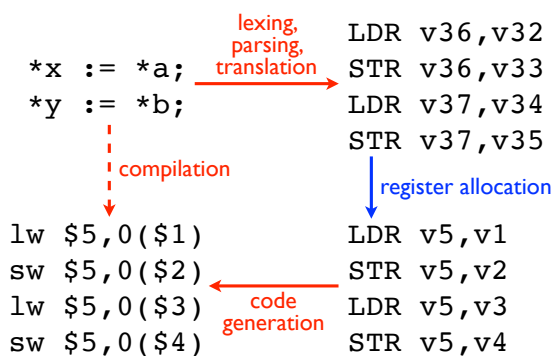 *x := *a;
*y := *b;
lexing,
parsing,
translation
LDR v36,v32
STR v36,v33
LDR v37,v34
STR v37,v35
compilation
register allocation
lw $5,0($1)
sw $5,0($2)
lw $3,0($3)
sw $5,0($4)
code
generation
LDR v5,v1
STR v5,v2
LDR v5,v3
STR v5,v4